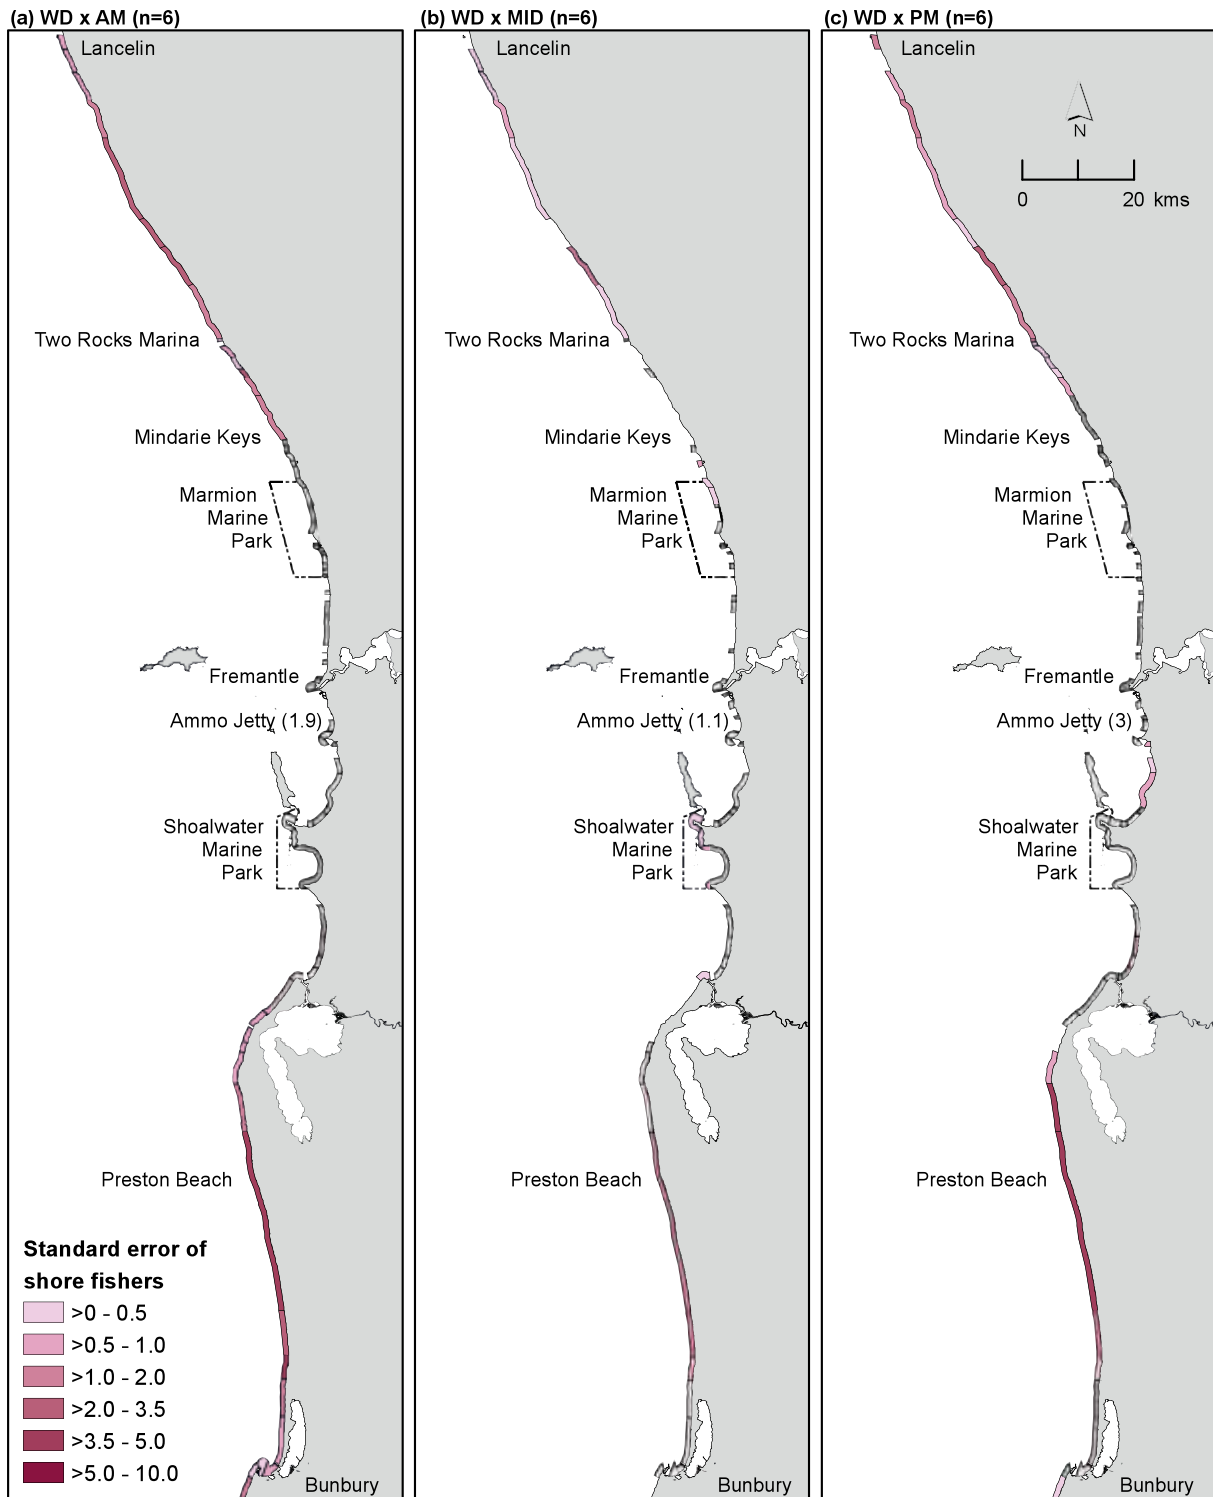 (a) WD x AM (n=6)
Lancelin
Two Rocks Marina
Mindarie Keys
Marmion
Marine
Park
Fremantle
Ammo Jetty (1.9)
Shoalwater
Marine
Park
Preston Beach
Standard error of
shore fishers
>0 - 0.5
>0.5 - 1.0
>1.0 - 2.0
>2.0 - 3.5
>3.5 - 5.0
>5.0 - 10.0
Bunbury
(b) WD x MID (n=6)
Lancelin
Two Rocks Marina
Mindarie Keys
Marmion
Marine
Park
Fremantle
Ammo Jetty (1.1)
Shoalwater
Marine
Park
Preston Beach
Bunbury
(c) WD x PM (n=6)
Lancelin
N
0 20 kms
Two Rocks Marina
Mindarie Keys
Marmion
Marine
Park
Fremantle
Ammo Jetty (3)
Shoalwater
Marine
Park
Preston Beach
Bunbury